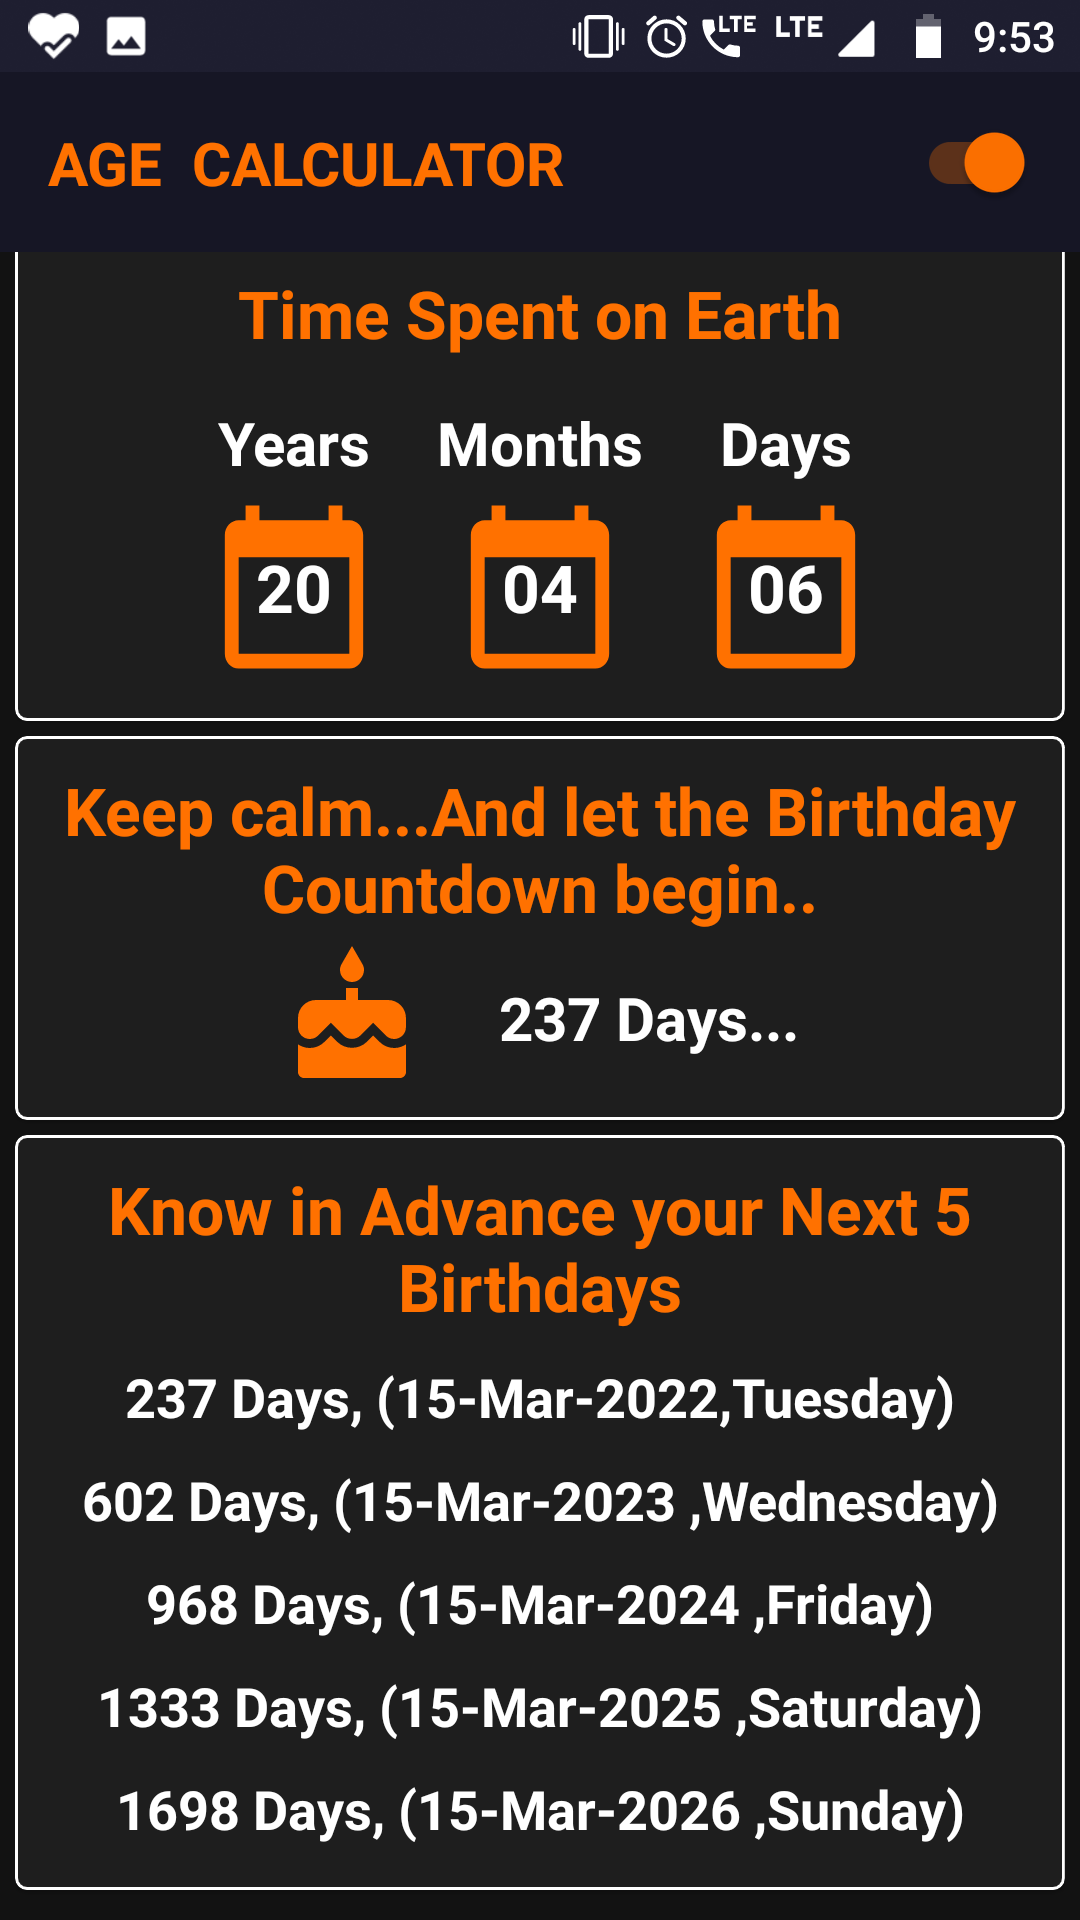 LTE LTE 9:53
AGE CALCULATOR
Time Spent on Earth
Years Months Days
20 04 06
Keep calm...And let the Birthday
Countdown begin..
237 Days...
Know in Advance your Next 5
Birthdays
237 Days, (15-Mar-2022,Tuesday)
602 Days, (15-Mar-2023 ,Wednesday)
968 Days, (15-Mar-2024 ,Friday)
1333 Days, (15-Mar-2025 ,Saturday)
1698 Days, (15-Mar-2026 ,Sunday)